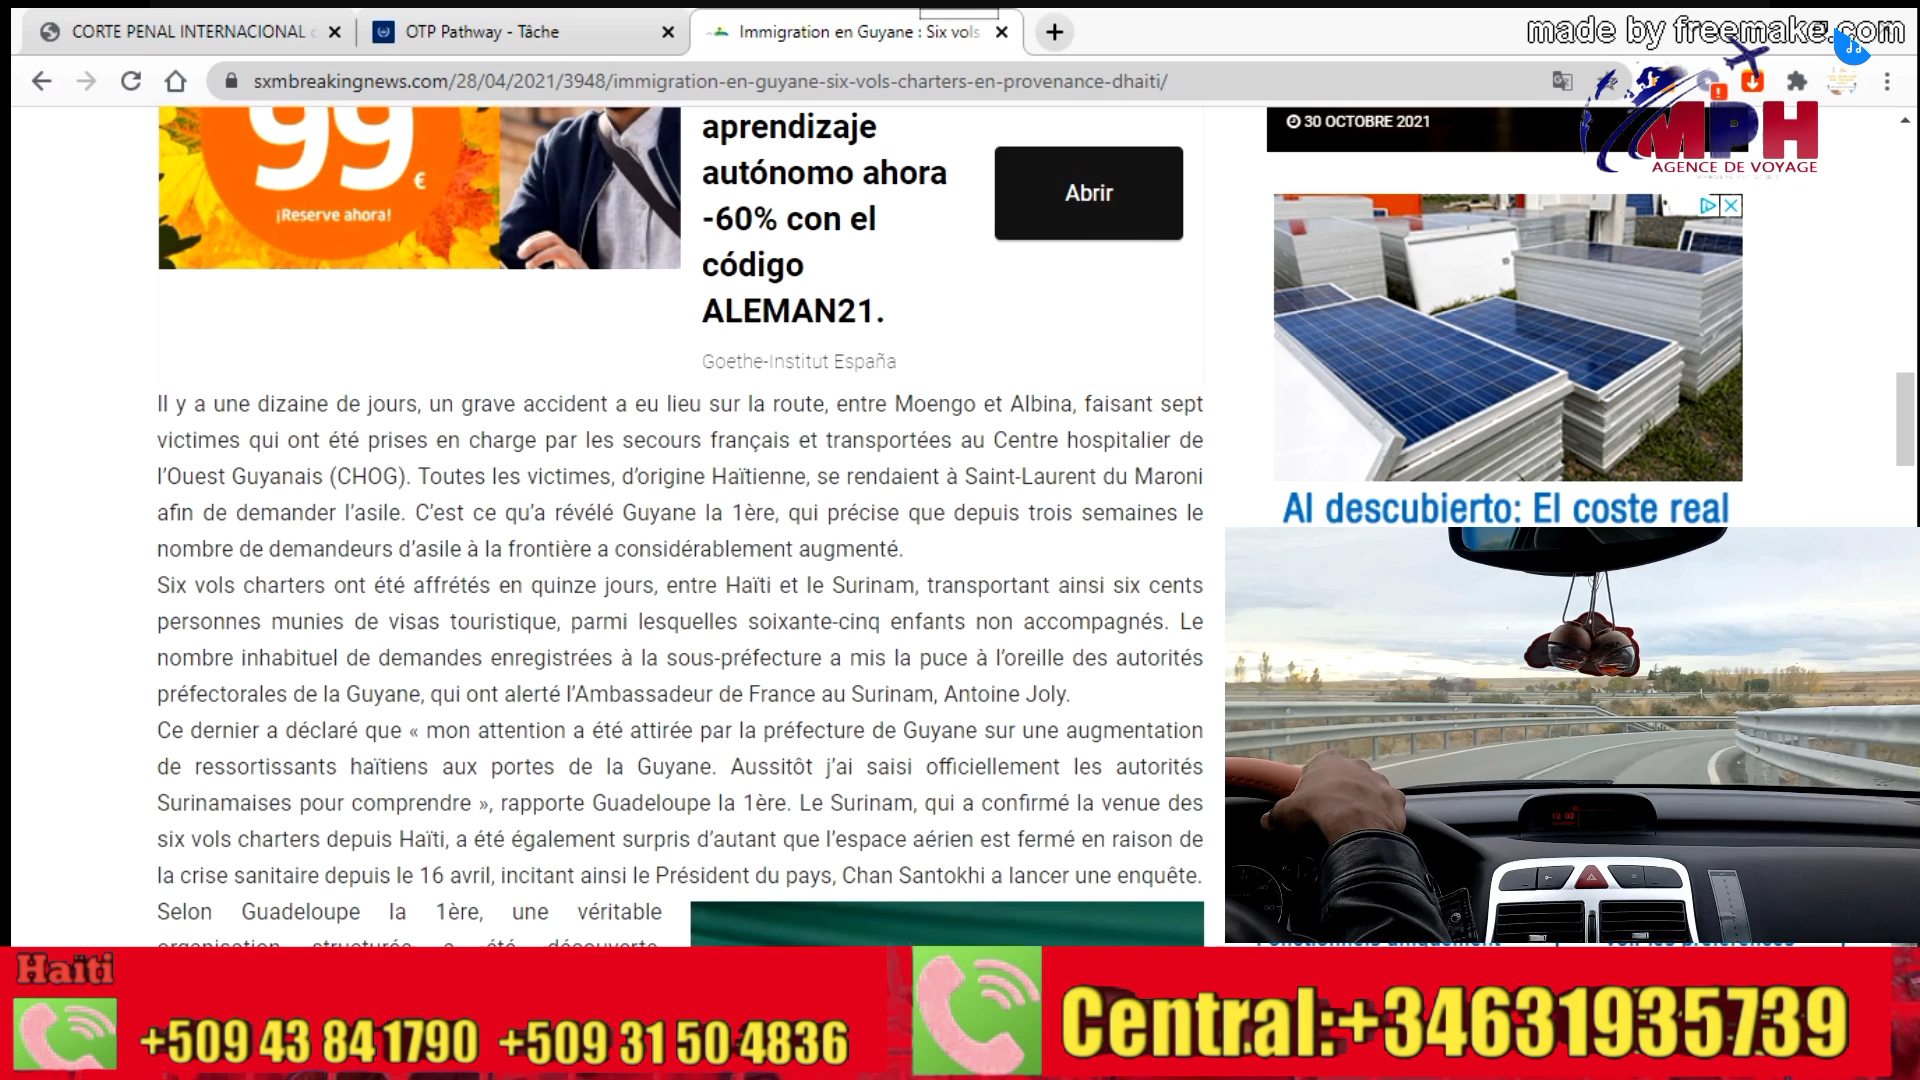 CORTE PENAL INTERNACIONAL
OTP Pathway - Tâche
Immigration en Guyane : Six vols
made by freemake.com
sxmbreakingnews.com/28/04/2021/3948/immigration-en-guyane-six-vols-charters-en-provenance-dhaiti/
MPH
AGENCE DE VOYAGE
30 OCTOBRE 2021
99
€
¡Reserve ahora!
aprendizaje
autónomo ahora
-60% con el
código
ALEMAN21.
Abrir
Goethe-Institut España
Il y a une dizaine de jours, un grave accident a eu lieu sur la route, entre Moengo et Albina, faisant sept
victimes qui ont été prises en charge par les secours français et transportées au Centre hospitalier de
l’Ouest Guyanais (CHOG). Toutes les victimes, d’origine Haïtienne, se rendaient à Saint-Laurent du Maroni
afin de demander l’asile. C’est ce qu’a révélé Guyane la 1ère, qui précise que depuis trois semaines le
nombre de demandeurs d’asile à la frontière a considérablement augmenté.
Six vols charters ont été affrétés en quinze jours, entre Haïti et le Surinam, transportant ainsi six cents
personnes munies de visas touristique, parmi lesquelles soixante-cinq enfants non accompagnés. Le
nombre inhabituel de demandes enregistrées à la sous-préfecture a mis la puce à l’oreille des autorités
préfectorales de la Guyane, qui ont alerté l’Ambassadeur de France au Surinam, Antoine Joly.
Ce dernier a déclaré que « mon attention a été attirée par la préfecture de Guyane sur une augmentation
de ressortissants haïtiens aux portes de la Guyane. Aussitôt j’ai saisi officiellement les autorités
Surinamaises pour comprendre », rapporte Guadeloupe la 1ère. Le Surinam, qui a confirmé la venue des
six vols charters depuis Haïti, a été également surpris d’autant que l’espace aérien est fermé en raison de
la crise sanitaire depuis le 16 avril, incitant ainsi le Président du pays, Chan Santokhi a lancer une enquête.
Selon Guadeloupe la 1ère, une véritable
organisation structurée a été découverte
Al descubierto: El coste real
12 02
Haïti
+509 43 84 1790 +509 31 50 4836
Central:+34631935739